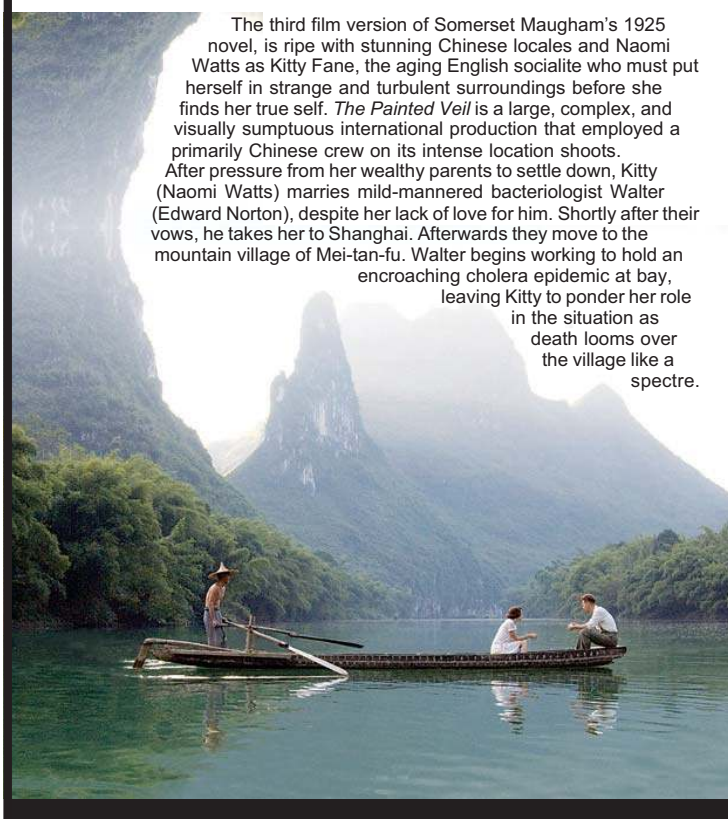 The third film version of Somerset Maugham’s 1925
novel, is ripe with stunning Chinese locales and Naomi
Watts as Kitty Fane, the aging English socialite who must put
herself in strange and turbulent surroundings before she
finds her true self. The Painted Veil is a large, complex, and
visually sumptuous international production that employed a
primarily Chinese crew on its intense location shoots.
After pressure from her wealthy parents to settle down, Kitty
(Naomi Watts) marries mild-mannered bacteriologist Walter
(Edward Norton), despite her lack of love for him. Shortly after their
vows, he takes her to Shanghai. Afterwards they move to the
mountain village of Mei-tan-fu. Walter begins working to hold an
encroaching cholera epidemic at bay,
leaving Kitty to ponder her role
in the situation as
death looms over
the village like a
spectre.